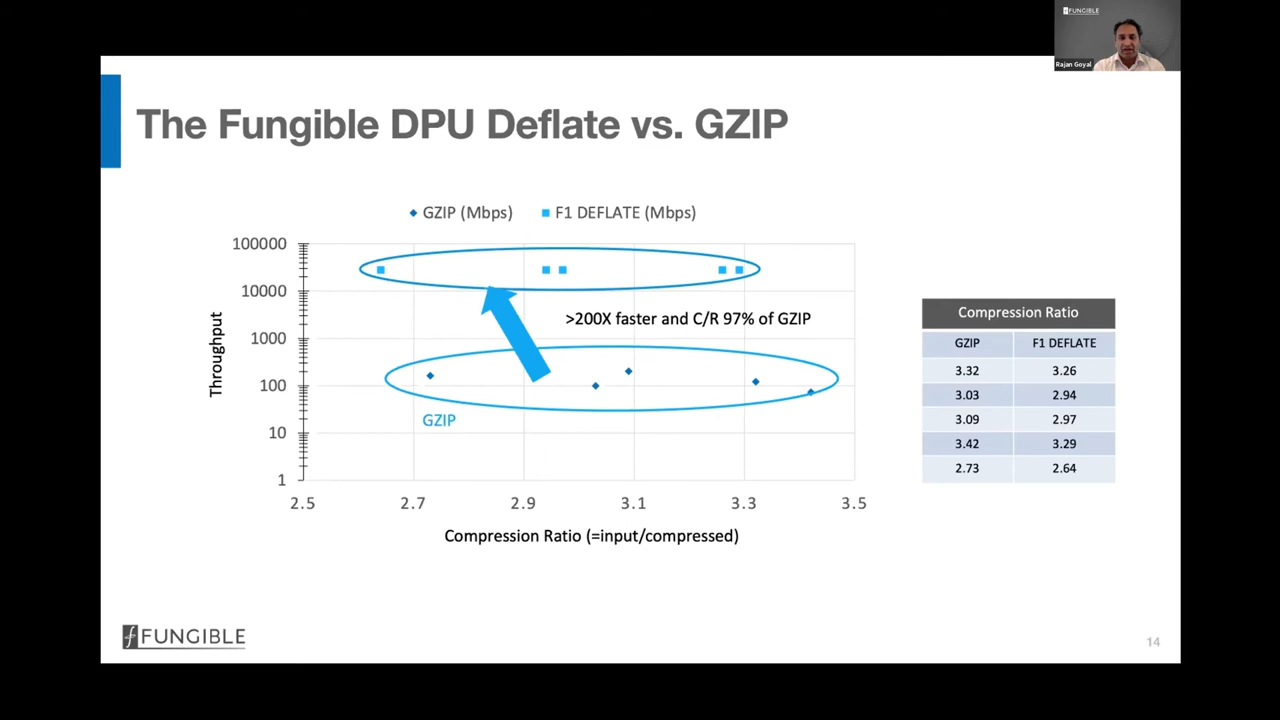 FUNGIBLE
Rajan Goyal
The Fungible DPU Deflate vs. GZIP
GZIP (Mbps) F1 DEFLATE (Mbps)
100000
10000
1000
100
10
1
Throughput
>200X faster and C/R 97% of GZIP
GZIP
2.5 2.7 2.9 3.1 3.3 3.5
Compression Ratio (=input/compressed)
Compression Ratio
GZIP F1 DEFLATE
3.32 3.26
3.03 2.94
3.09 2.97
3.42 3.29
2.73 2.64
FUNGIBLE
14